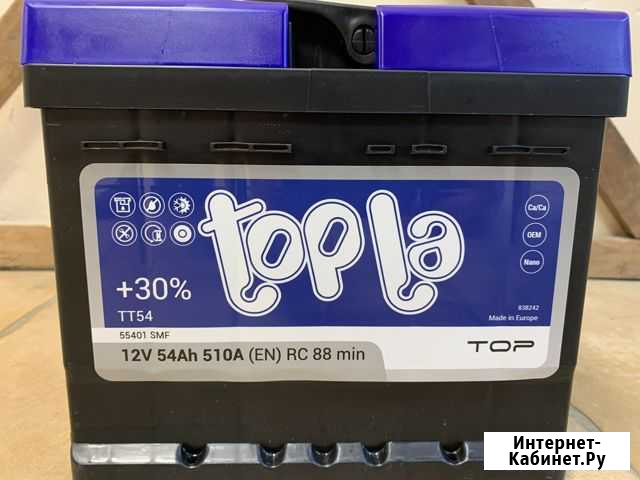 topla
Ca/Ca
OEM
Nano
+30%
TT54
838242
Made in Europe
55401 SMF
12V 54Ah 510A (EN) RC 88 min
TOP
Интернет-
Кабинет.Ру